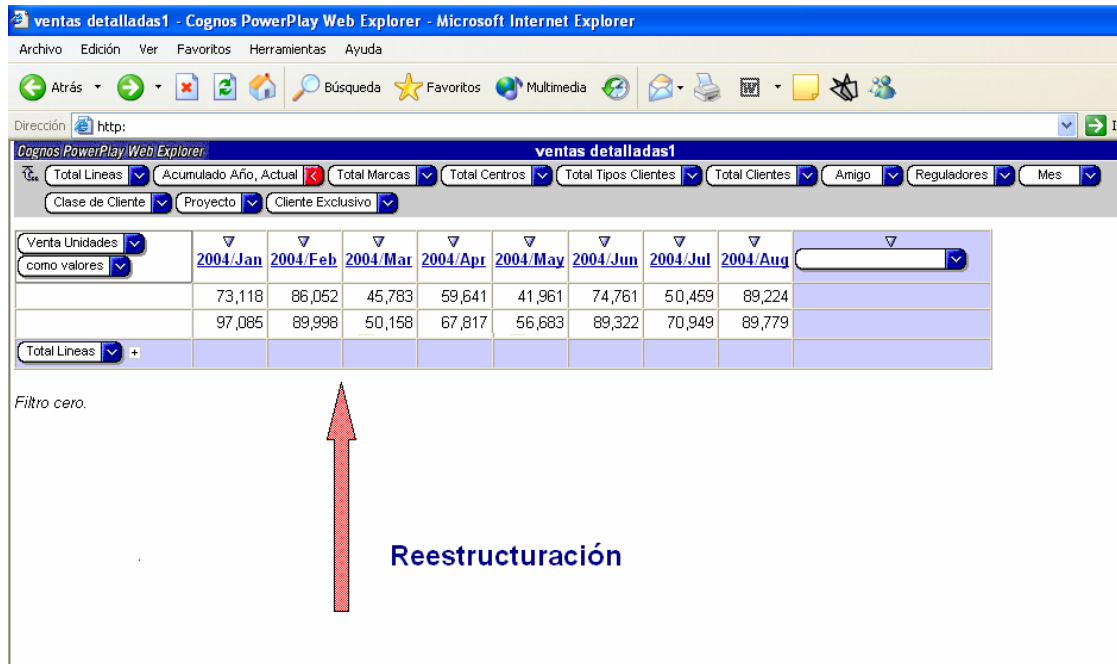 ventas detalladas1 - Cognos PowerPlay Web Explorer - Microsoft Internet Explorer
Archivo Edición Ver Favoritos Herramientas Ayuda
Atrás Búsqueda Favoritos Multimedia
Dirección http:
Cognos PowerPlay Web Explorer ventas detalladas1
Total Lineas Acumulado Año, Actual Total Marcas Total Centros Total Tipos Clientes Total Clientes Amigo Reguladores Mes
Clase de Cliente Proyecto Cliente Exclusivo
Venta Unidades
como valores
2004/Jan 2004/Feb 2004/Mar 2004/Apr 2004/May 2004/Jun 2004/Jul 2004/Aug
73,118 86,052 45,783 59,641 41,961 74,761 50,459 89,224
97,085 89,998 50,158 67,817 56,683 89,322 70,949 89,779
Total Lineas +
Filtro cero.
Reestructuración